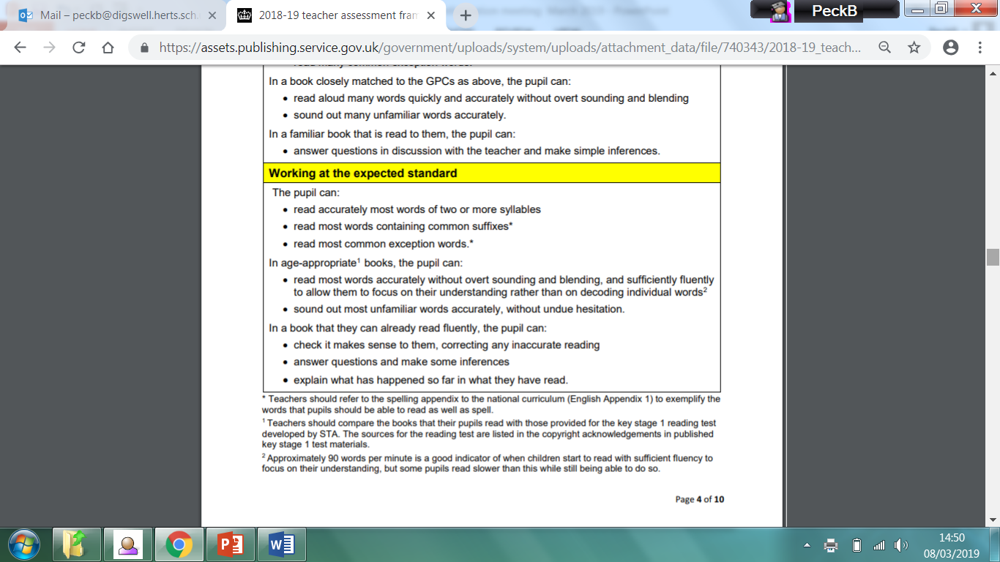 Mail – peckb@digswell.herts.sch.
2018-19 teacher assessment fram
PeckB
https://assets.publishing.service.gov.uk/government/uploads/system/uploads/attachment_data/file/740343/2018-19_teach...
In a book closely matched to the GPCs as above, the pupil can:
• read aloud many words quickly and accurately without overt sounding and blending
• sound out many unfamiliar words accurately.
In a familiar book that is read to them, the pupil can:
• answer questions in discussion with the teacher and make simple inferences.
Working at the expected standard
The pupil can:
• read accurately most words of two or more syllables
• read most words containing common suffixes*
• read most common exception words.*
In age-appropriate¹ books, the pupil can:
• read most words accurately without overt sounding and blending, and sufficiently fluently
to allow them to focus on their understanding rather than on decoding individual words²
• sound out most unfamiliar words accurately, without undue hesitation.
In a book that they can already read fluently, the pupil can:
• check it makes sense to them, correcting any inaccurate reading
• answer questions and make some inferences
• explain what has happened so far in what they have read.
* Teachers should refer to the spelling appendix to the national curriculum (English Appendix 1) to exemplify the
words that pupils should be able to read as well as spell.
¹ Teachers should compare the books that their pupils read with those provided for the key stage 1 reading test
developed by STA. The sources for the reading test are listed in the copyright acknowledgements in published
key stage 1 test materials.
² Approximately 90 words per minute is a good indicator of when children start to read with sufficient fluency to
focus on their understanding, but some pupils read slower than this while still being able to do so.
Page 4 of 10
14:50
08/03/2019